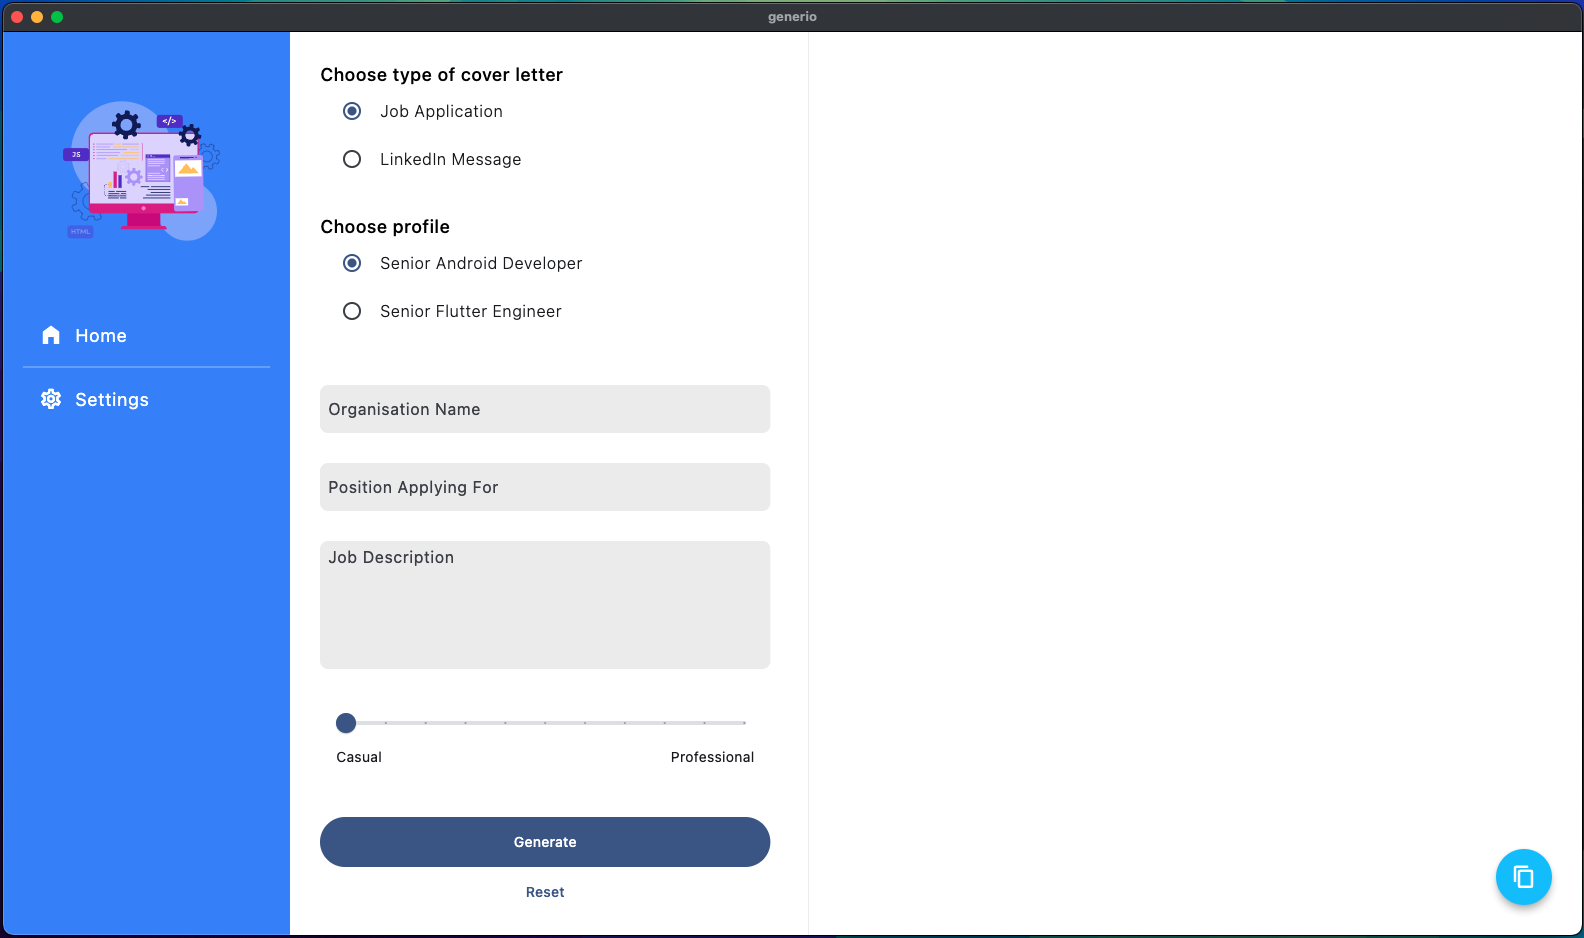 generio
</>
JS
HTML
Home
Settings
Choose type of cover letter
Job Application
LinkedIn Message
Choose profile
Senior Android Developer
Senior Flutter Engineer
Organisation Name
Position Applying For
Job Description
Casual
Professional
Generate
Reset